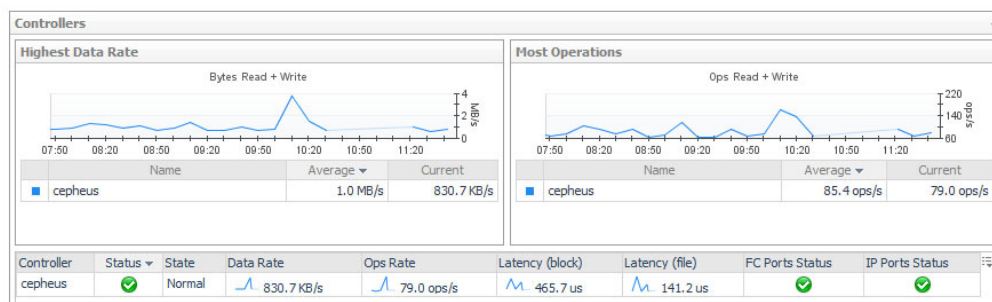 Controllers
Highest Data Rate
Bytes Read + Write
4
2
0
MB/s
07:50 08:20 08:50 09:20 09:50 10:20 10:50 11:20
Name Average Current
cepheus 1.0 MB/s 830.7 KB/s
Most Operations
Ops Read + Write
220
140
60
ops/s
07:50 08:20 08:50 09:20 09:50 10:20 10:50 11:20
Name Average Current
cepheus 85.4 ops/s 79.0 ops/s
Controller Status State Data Rate Ops Rate Latency (block) Latency (file) FC Ports Status IP Ports Status
cepheus Normal 830.7 KB/s 79.0 ops/s 465.7 us 141.2 us